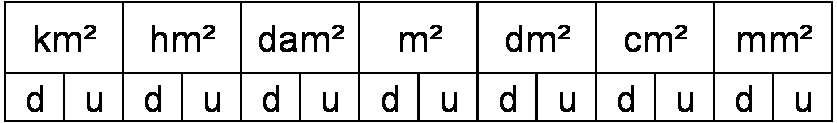 km² hm² dam² m² dm² cm² mm²
d u d u d u d u d u d u d u